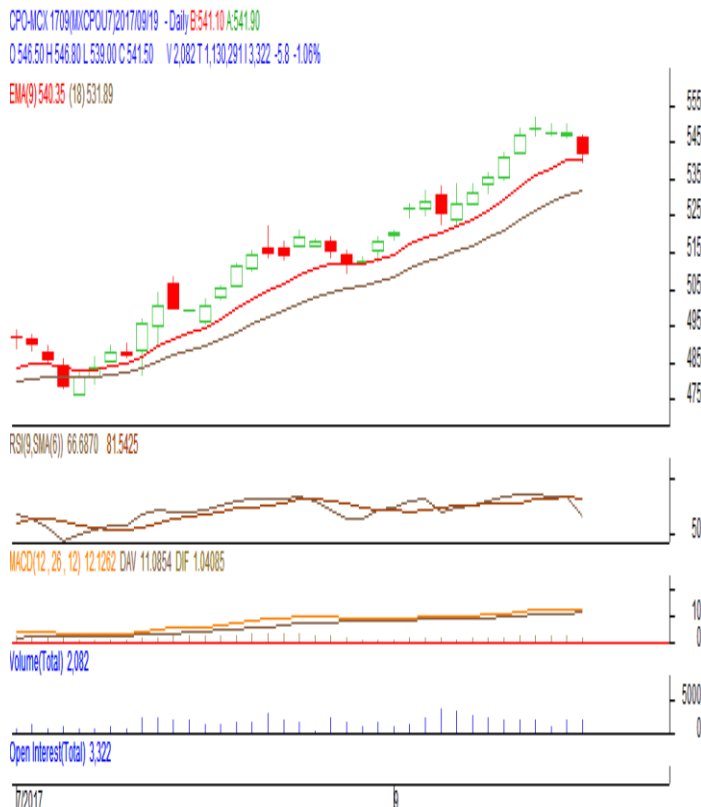 CPO-MCX 1709(MXCPOU7)2017/09/19 - Daily B:541.10 A:541.90
O 546.50 H 546.80 L 539.00 C 541.50 V 2,082 T 1,130,291 I 3,322 -5.8 -1.06%
EMA(9) 540.35 (18) 531.89
555
545
535
525
515
505
495
485
475
RSI(9,SMA(6)) 66.6870 81.5425
50
MACD(12, 26, 12) 12.1262 DAV 11.0854 DIF 1.04085
10
0
Volume(Total) 2,082
5000
0
Open Interest(Total) 3,322
7/2017 9